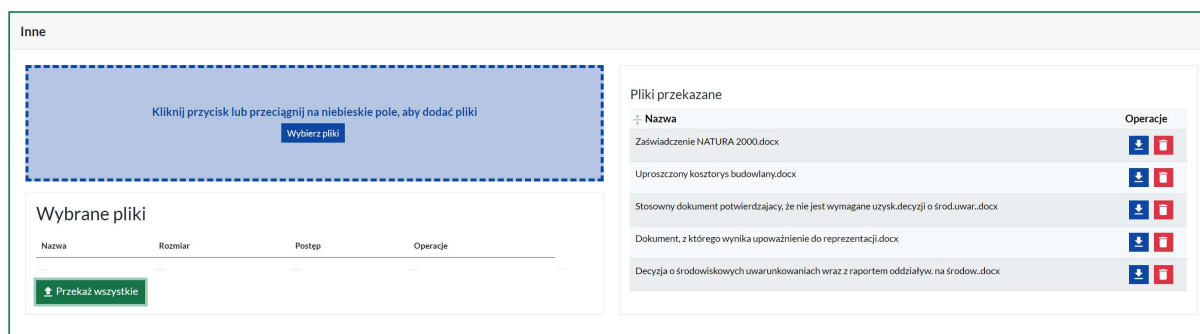 Inne
Kliknij przycisk lub przeciągnij na niebieskie pole, aby dodać pliki
Wybierz pliki
Wybrane pliki
Nazwa Rozmiar Postęp Operacje
Przekaż wszystkie
Pliki przekazane
Nazwa Operacje
Zaświadczenie NATURA 2000.docx
Uproszczony kosztorys budowlany.docx
Stosowny dokument potwierdzajacy, że nie jest wymagane uzysk.decyzji o środ.uwar..docx
Dokument, z którego wynika upoważnienie do reprezentacji.docx
Decyzja o środowiskowych uwarunkowaniach wraz z raportem oddziaływ. na środow..docx